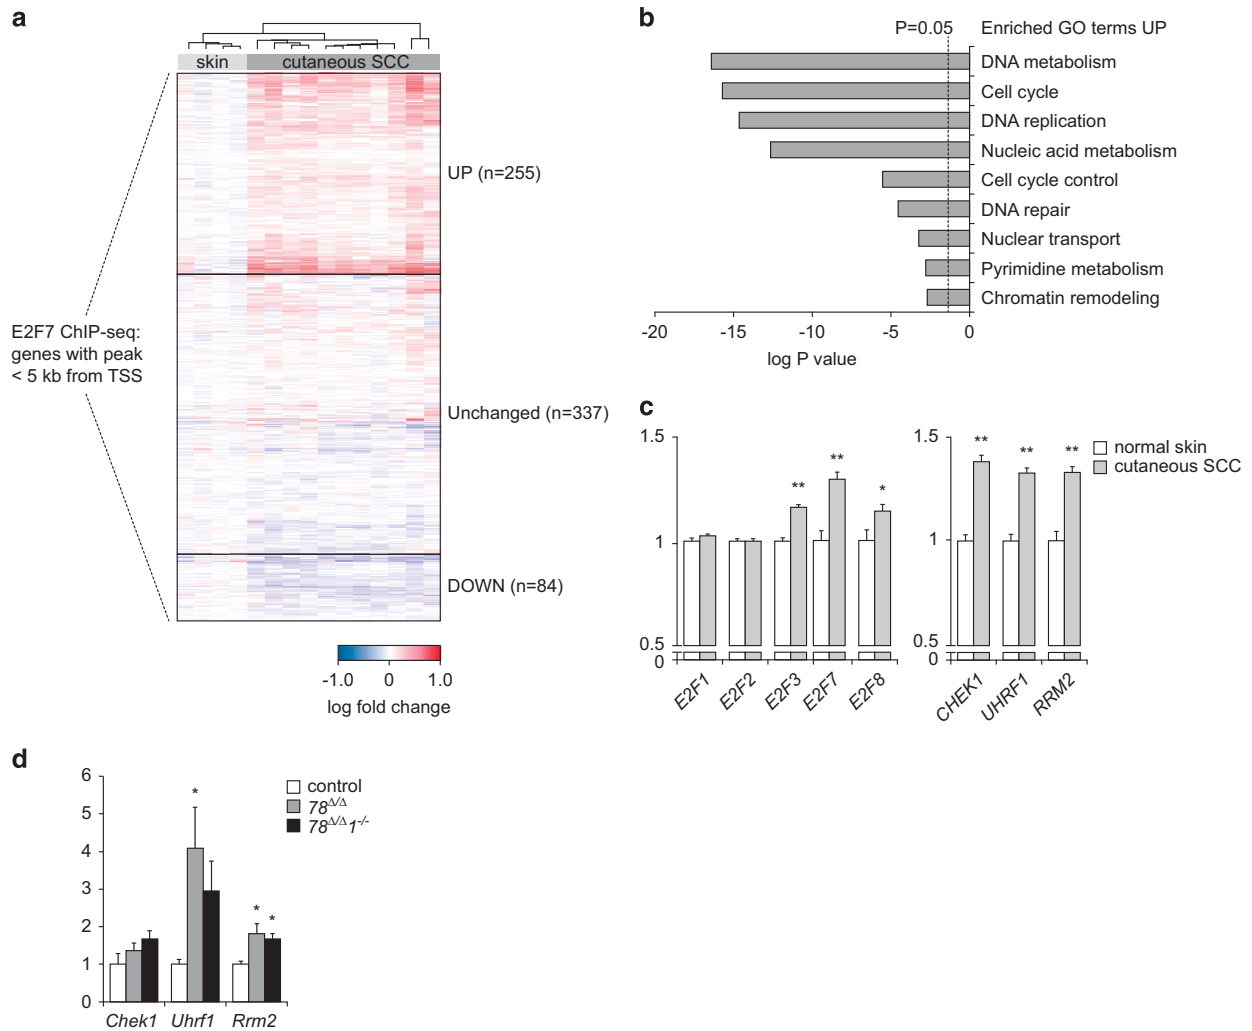 a
skin
cutaneous SCC
UP (n=255)
E2F7 ChIP-seq:
genes with peak
< 5 kb from TSS
Unchanged (n=337)
DOWN (n=84)
-1.0 0 1.0
log fold change
b
P=0.05
Enriched GO terms UP
DNA metabolism
Cell cycle
DNA replication
Nucleic acid metabolism
Cell cycle control
DNA repair
Nuclear transport
Pyrimidine metabolism
Chromatin remodeling
-20 -15 -10 -5 0
log P value
c
1.5
1
0.5
0
** ** *
E2F1 E2F2 E2F3 E2F7 E2F8
1.5
1
0.5
0
** ** **
CHEK1 UHRF1 RRM2
normal skin
cutaneous SCC
d
6
5
4
3
2
1
0
* * *
Chek1 Uhrf1 Rrm2
control
78Δ/Δ
78Δ/Δ1-/-